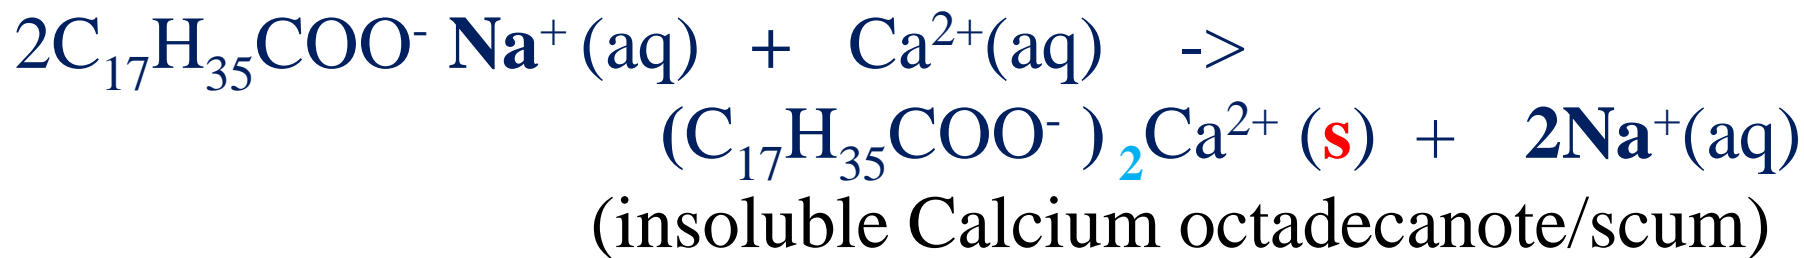 2C₁₇H₃₅COO⁻ Na⁺ (aq) + Ca²⁺(aq) ->
(C₁₇H₃₅COO⁻ ) ₂Ca²⁺ (s) + 2Na⁺(aq)
(insoluble Calcium octadecanote/scum)